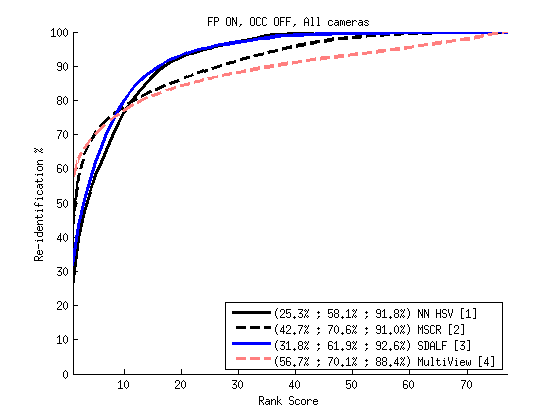 FP ON, OCC OFF, All cameras
100
90
80
70
60
50
40
30
20
10
0
Re-identification %
10 20 30 40 50 60 70
Rank Score
(25.3% ; 58.1% ; 91.8%) NN HSV [1]
(42.7% ; 70.6% ; 91.0%) MSCR [2]
(31.8% ; 61.9% ; 92.6%) SDALF [3]
(56.7% ; 70.1% ; 88.4%) MultiView [4]